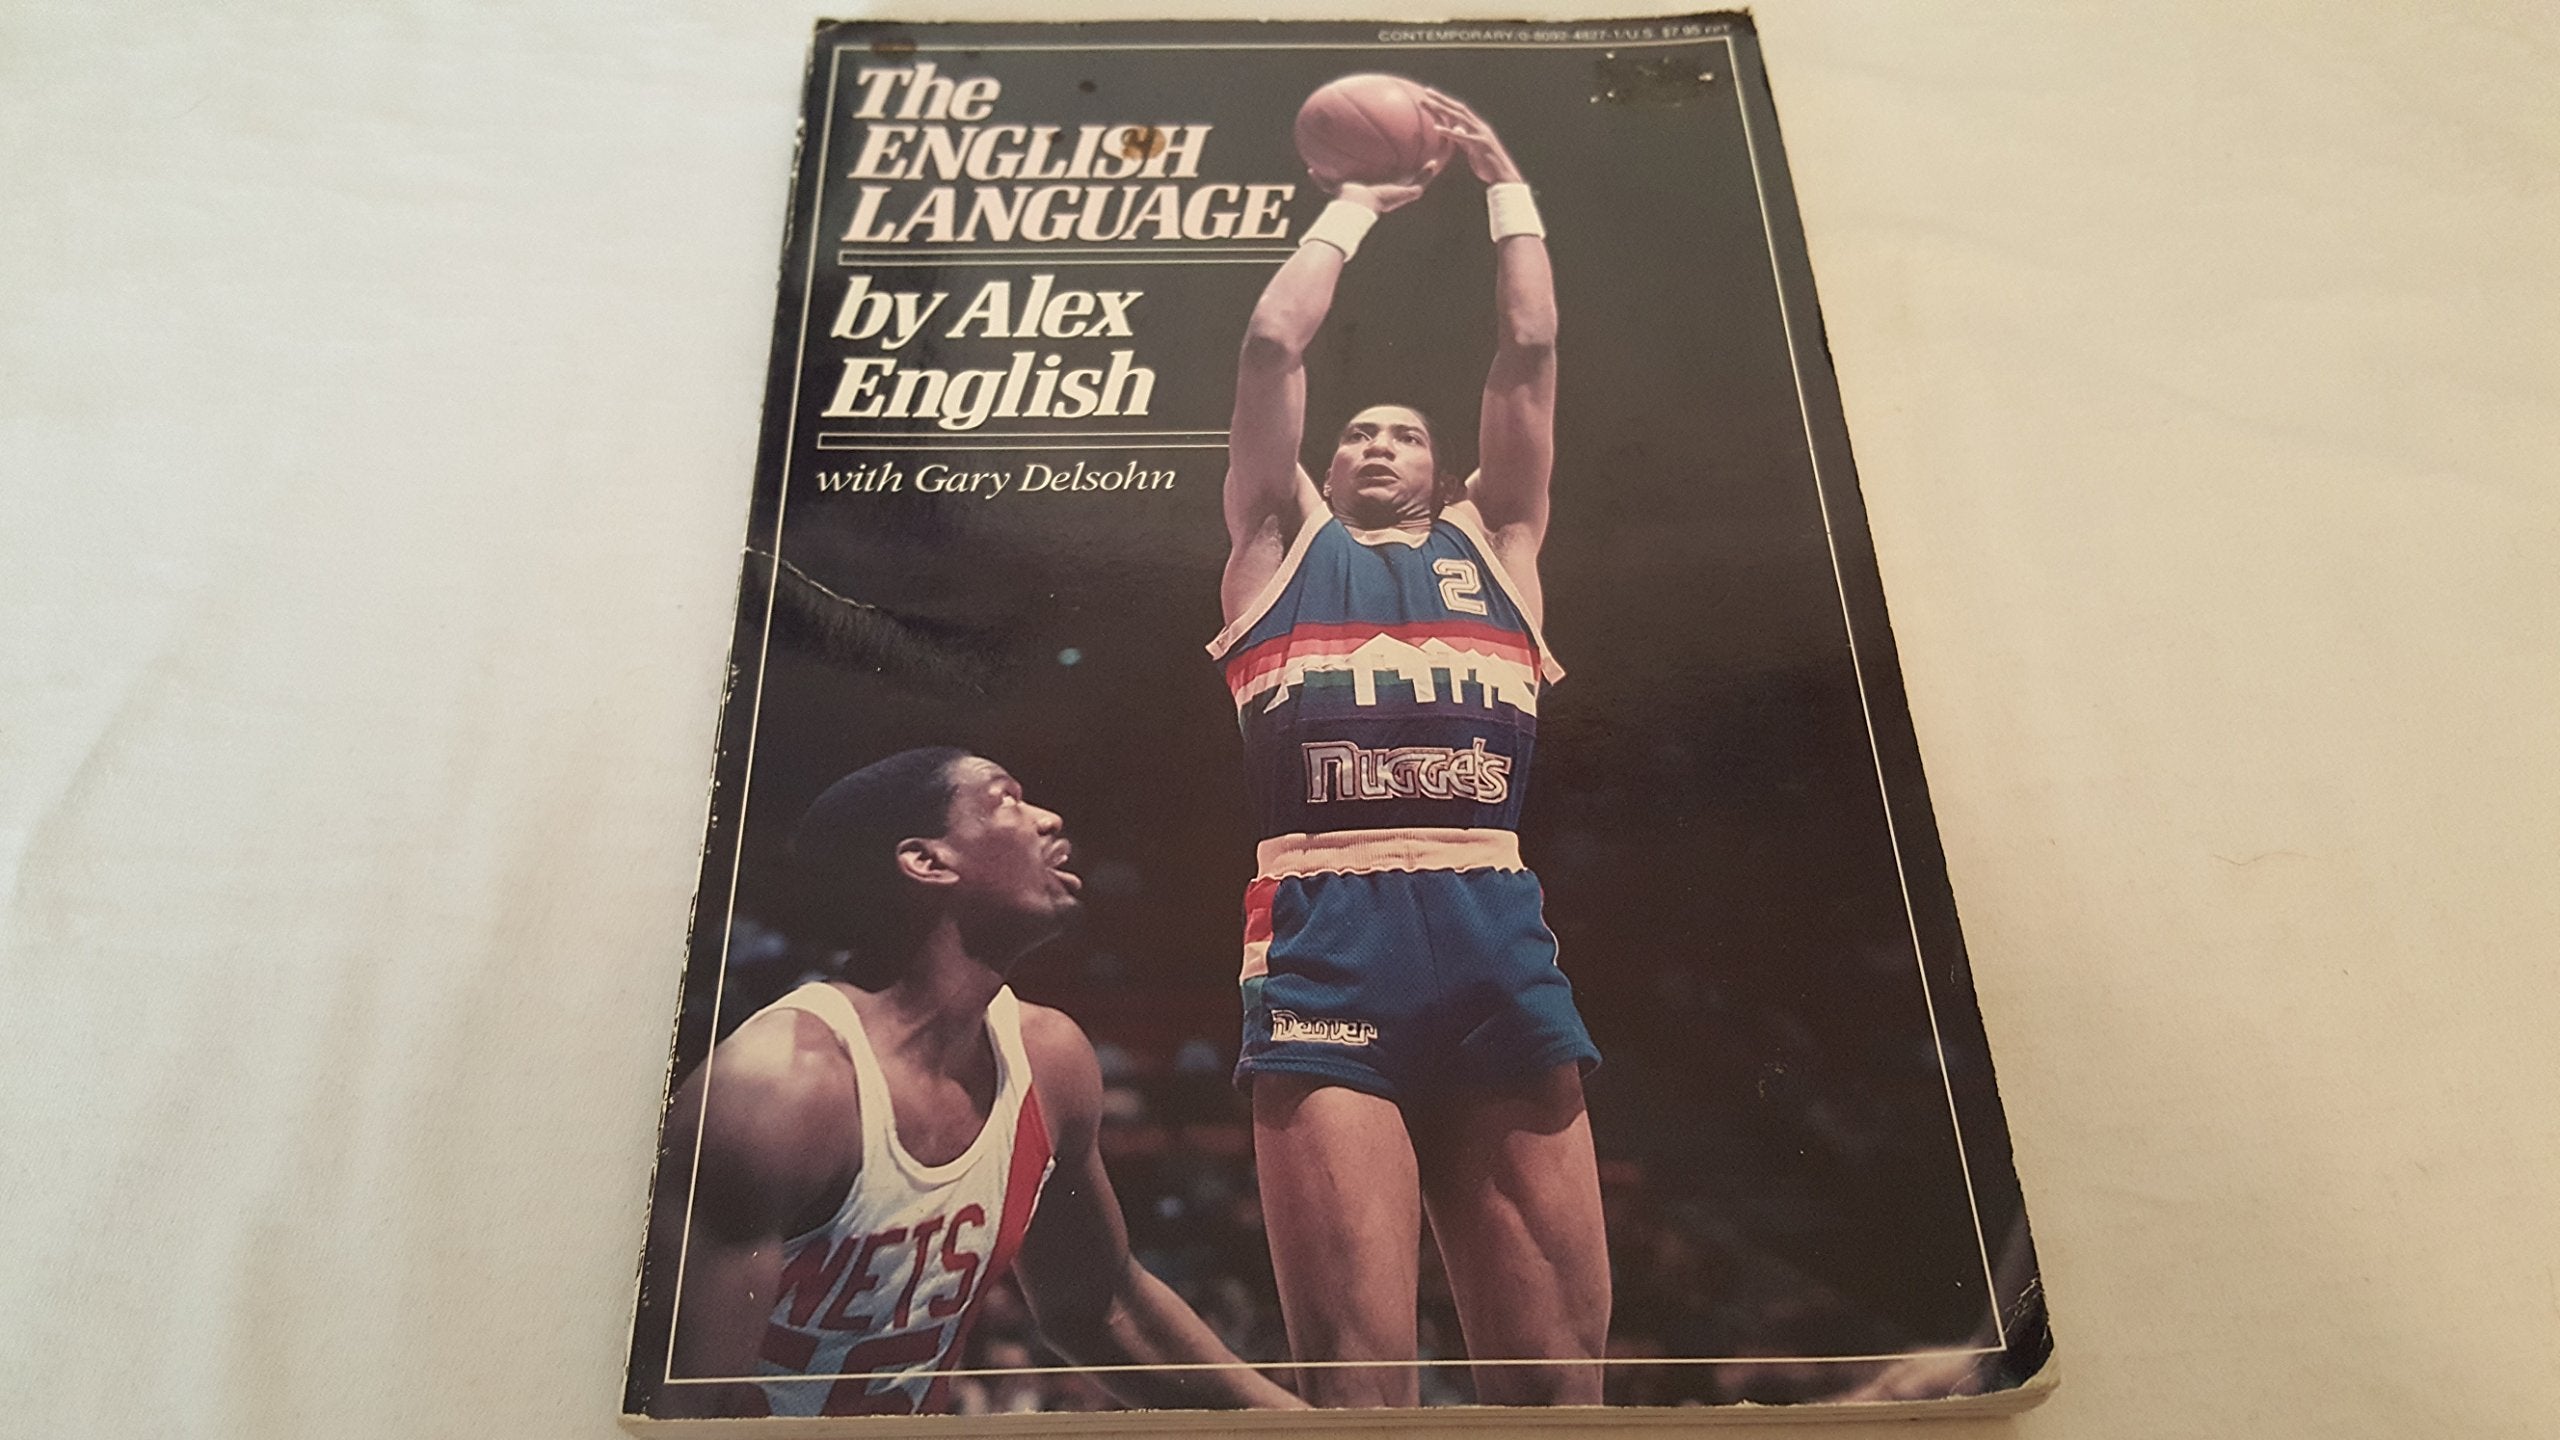 CONTEMPORARY/0-8092-4827-1/U.S. $7.95 FPT
The
ENGLISH
LANGUAGE
by Alex
English
with Gary Delsohn
2
Nuggets
Denver
NETS